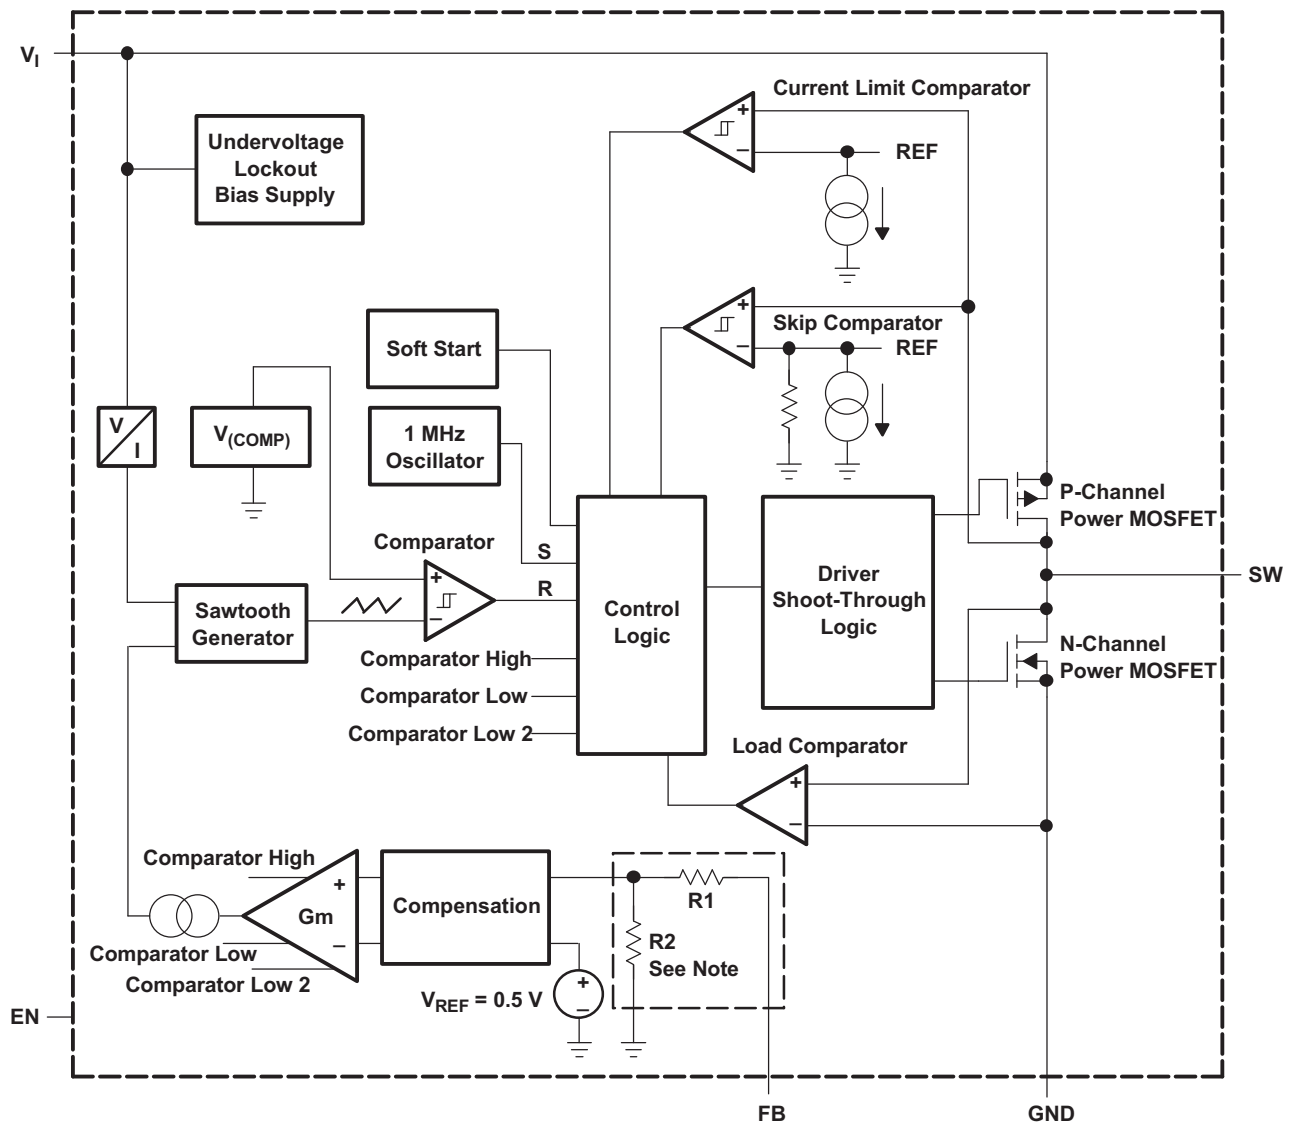 V_I
Current Limit Comparator
+
−
REF
Undervoltage
Lockout
Bias Supply
Soft Start
+
−
Skip Comparator
REF
V
I
V_(COMP)
1 MHz
Oscillator
P-Channel
Power MOSFET
Comparator
+
−
S
R
Control
Logic
Driver
Shoot-Through
Logic
SW
Sawtooth
Generator
N-Channel
Power MOSFET
Comparator High
Comparator Low
Comparator Low 2
Load Comparator
+
−
Comparator High
+
Gm
−
Compensation
R1
R2
See Note
Comparator Low
Comparator Low 2
V_REF = 0.5 V
+
−
EN
FB
GND